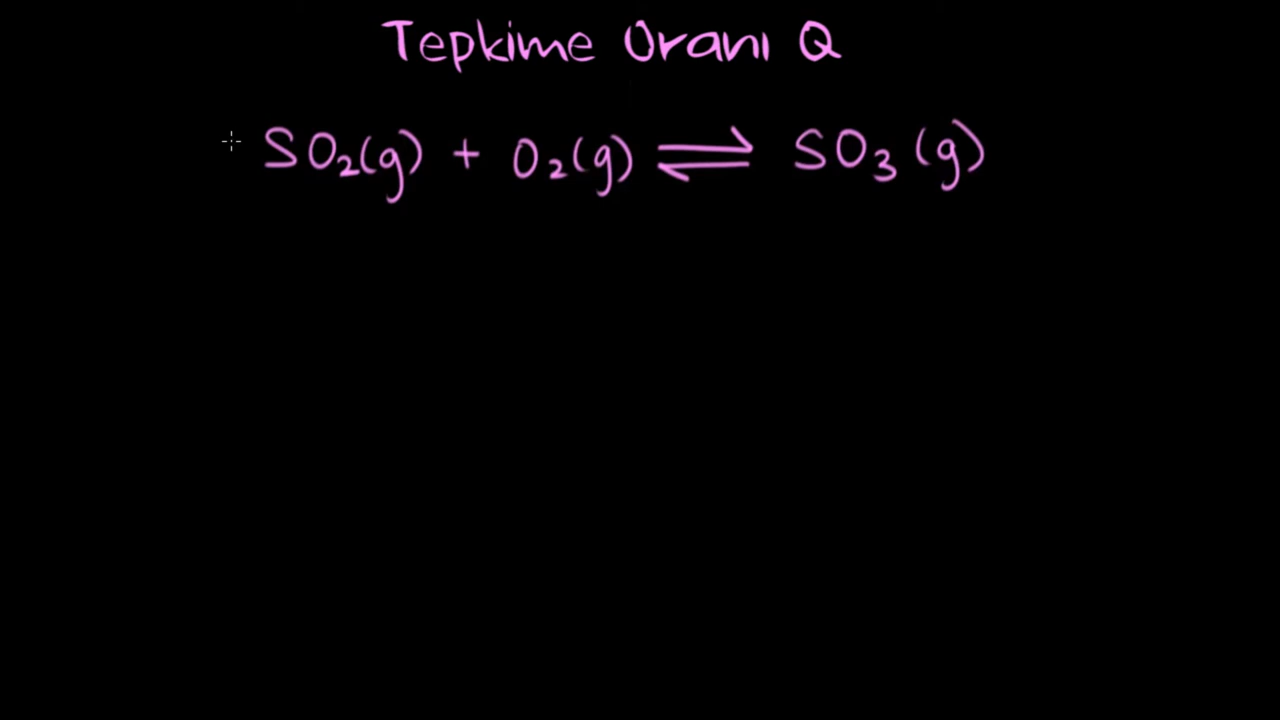 Tepkime Oranı Q
SO₂(g) + O₂(g) ⇌ SO₃(g)